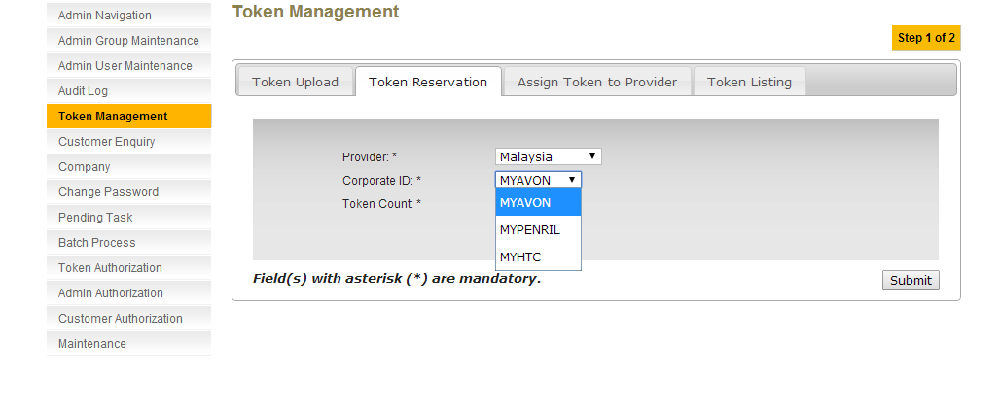 Token Management
Step 1 of 2
Admin Navigation
Admin Group Maintenance
Admin User Maintenance
Audit Log
Token Management
Customer Enquiry
Company
Change Password
Pending Task
Batch Process
Token Authorization
Admin Authorization
Customer Authorization
Maintenance
Token Upload
Token Reservation
Assign Token to Provider
Token Listing
Provider: * Malaysia
Corporate ID: * MYAVON
Token Count: *
MYAVON
MYPENRIL
MYHTC
Field(s) with asterisk (*) are mandatory.
Submit